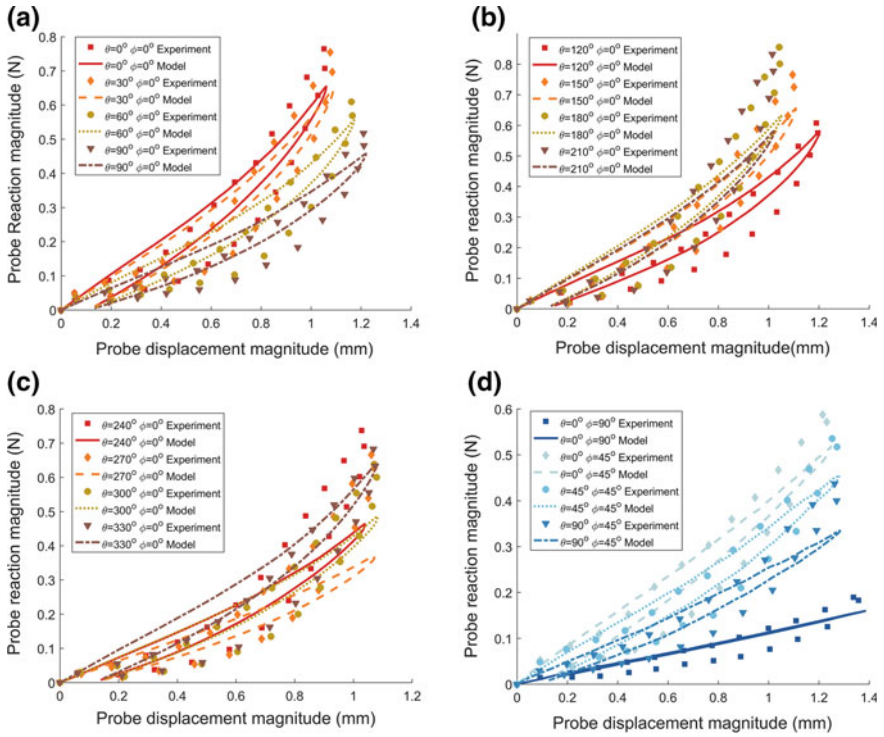 (a)
Probe Reaction magnitude (N)
0.8
0.7
0.6
0.5
0.4
0.3
0.2
0.1
0
θ=0° ϕ=0° Experiment
θ=0° ϕ=0° Model
θ=30° ϕ=0° Experiment
θ=30° ϕ=0° Model
θ=60° ϕ=0° Experiment
θ=60° ϕ=0° Model
θ=90° ϕ=0° Experiment
θ=90° ϕ=0° Model
0 0.2 0.4 0.6 0.8 1 1.2 1.4
Probe displacement magnitude (mm)
(b)
Probe reaction magnitude (N)
0.9
0.8
0.7
0.6
0.5
0.4
0.3
0.2
0.1
0
θ=120° ϕ=0° Experiment
θ=120° ϕ=0° Model
θ=150° ϕ=0° Experiment
θ=150° ϕ=0° Model
θ=180° ϕ=0° Experiment
θ=180° ϕ=0° Model
θ=210° ϕ=0° Experiment
θ=210° ϕ=0° Model
0 0.2 0.4 0.6 0.8 1 1.2 1.4
Probe displacement magnitude(mm)
(c)
Probe reaction magnitude (N)
0.8
0.7
0.6
0.5
0.4
0.3
0.2
0.1
0
θ=240° ϕ=0° Experiment
θ=240° ϕ=0° Model
θ=270° ϕ=0° Experiment
θ=270° ϕ=0° Model
θ=300° ϕ=0° Experiment
θ=300° ϕ=0° Model
θ=330° ϕ=0° Experiment
θ=330° ϕ=0° Model
0 0.2 0.4 0.6 0.8 1 1.2
Probe displacement magnitude (mm)
(d)
Probe reaction magnitude (N)
0.6
0.5
0.4
0.3
0.2
0.1
0
θ=0° ϕ=90° Experiment
θ=0° ϕ=90° Model
θ=0° ϕ=45° Experiment
θ=0° ϕ=45° Model
θ=45° ϕ=45° Experiment
θ=45° ϕ=45° Model
θ=90° ϕ=45° Experiment
θ=90° ϕ=45° Model
0 0.2 0.4 0.6 0.8 1 1.2 1.4
Probe displacement magnitude (mm)